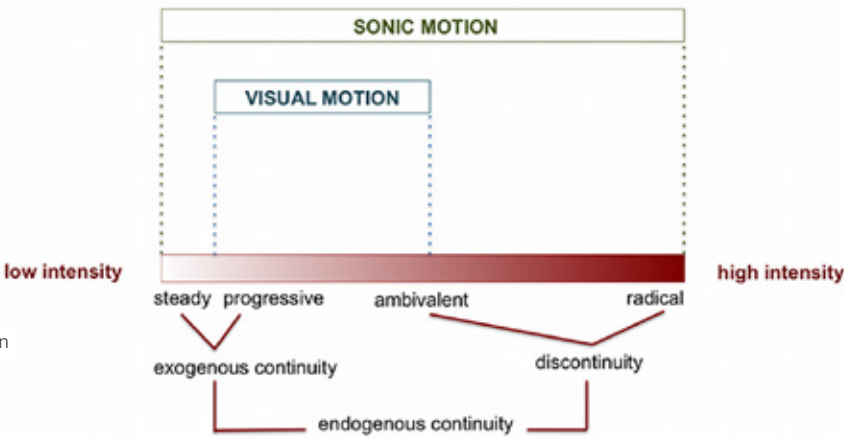 SONIC MOTION
VISUAL MOTION
low intensity
high intensity
steady progressive ambivalent radical
n
exogenous continuity
discontinuity
endogenous continuity